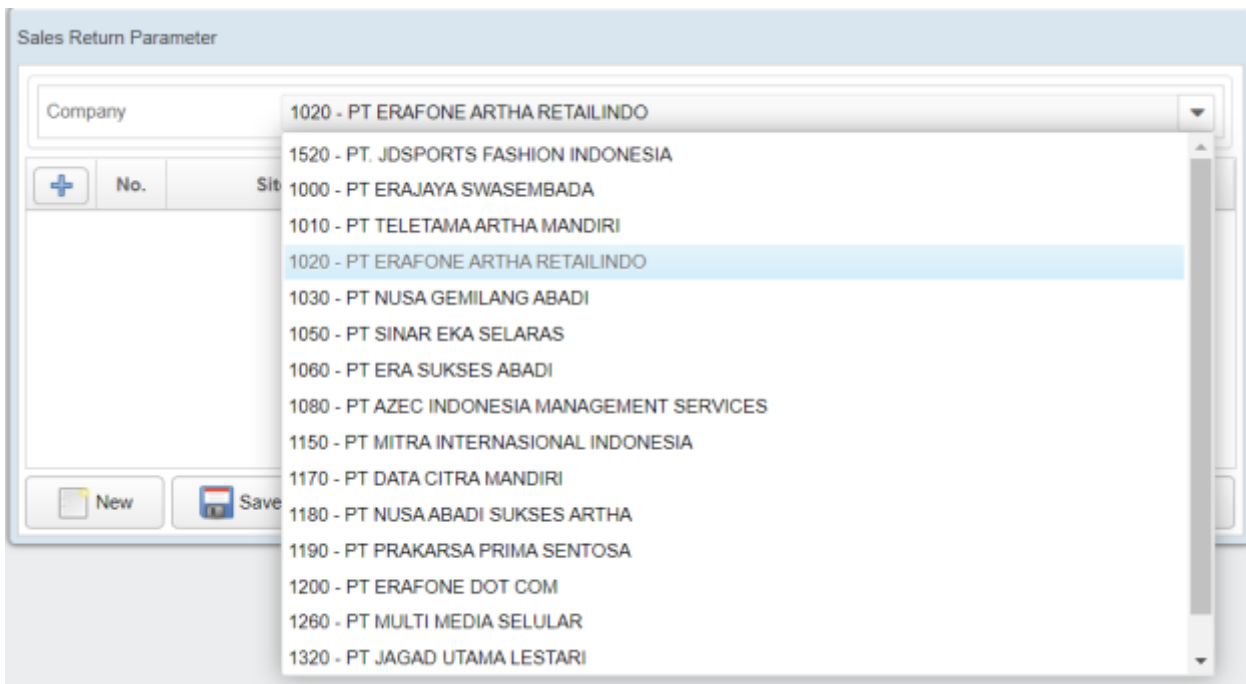 Sales Return Parameter
Company
1020 - PT ERAFONE ARTHA RETAILINDO
1520 - PT. JDSPORTS FASHION INDONESIA
No.
1000 - PT ERAJAYA SWASEMBADA
1010 - PT TELETAMA ARTHA MANDIRI
1020 - PT ERAFONE ARTHA RETAILINDO
1030 - PT NUSA GEMILANG ABADI
1050 - PT SINAR EKA SELARAS
1060 - PT ERA SUKSES ABADI
1080 - PT AZEC INDONESIA MANAGEMENT SERVICES
1150 - PT MITRA INTERNASIONAL INDONESIA
1170 - PT DATA CITRA MANDIRI
New
Save
1180 - PT NUSA ABADI SUKSES ARTHA
1190 - PT PRAKARSA PRIMA SENTOSA
1200 - PT ERAFONE DOT COM
1260 - PT MULTI MEDIA SELULAR
1320 - PT JAGAD UTAMA LESTARI